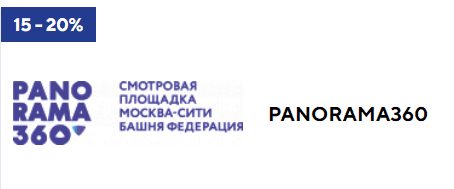 15 - 20%
PANO
RAMA
360
СМОТРОВАЯ
ПЛОЩАДКА
МОСКВА-СИТИ
БАШНЯ ФЕДЕРАЦИЯ
PANORAMA360